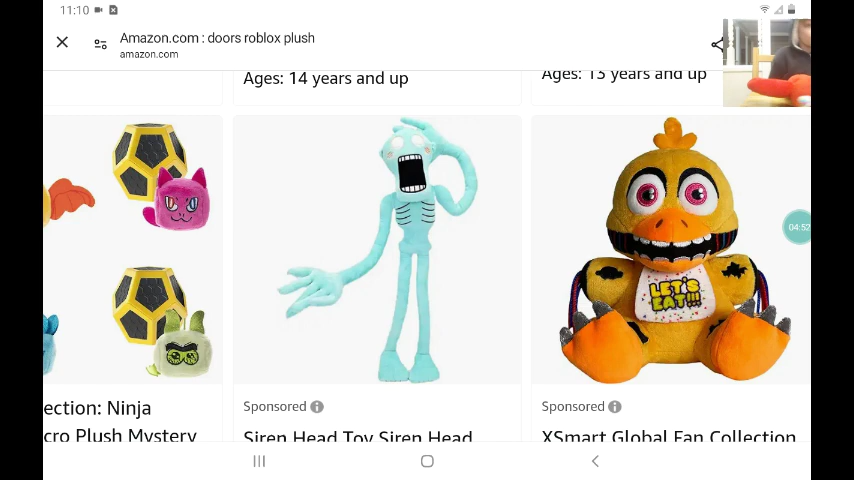 11:10
Amazon.com : doors roblox plush
amazon.com
Ages: 14 years and up
Ages: 13 years and up
LET'S
EAT!!!
04:52
Sponsored
Sponsored
ection: Ninja
cro Plush Mystery
Siren Head Toy Siren Head
XSmart Global Fan Collection